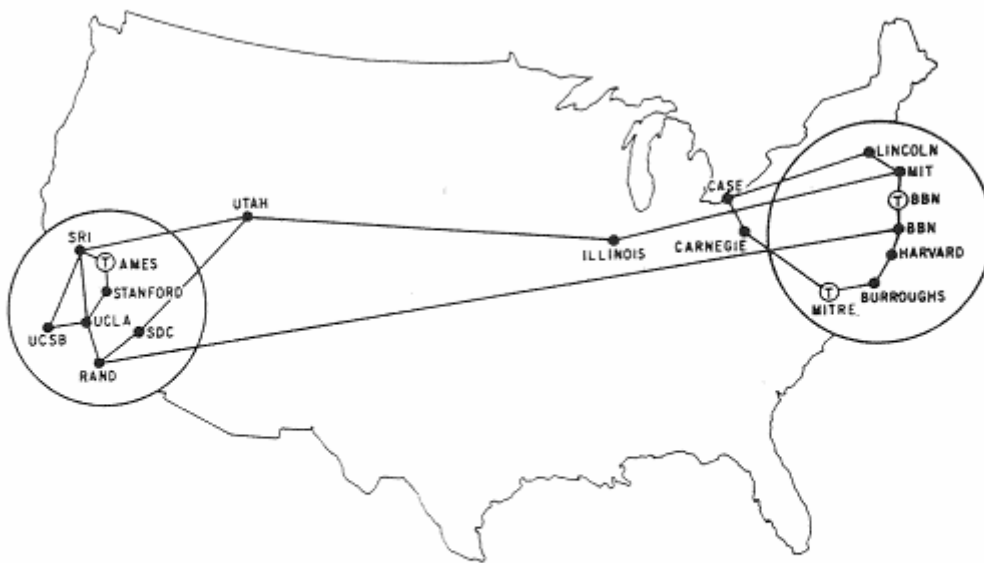 LINCOLN
MIT
CASE
T BBN
UTAH
BBN
SRI
CARNEGIE
ILLINOIS
HARVARD
T AMES
STANFORD
T
BURROUGHS
MITRE
UCLA
SDC
UCSB
RAND